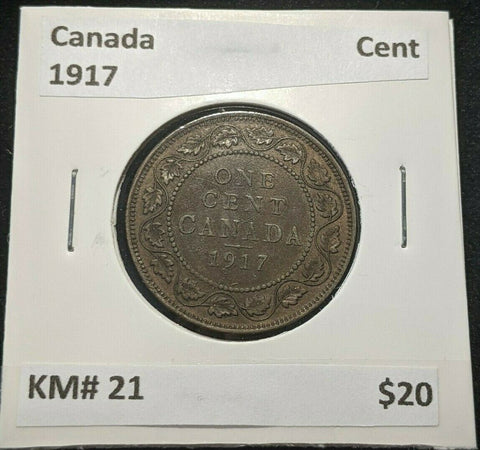 Canada Cent
1917
ONE
CENT
CANADA
1917
KM# 21 $20